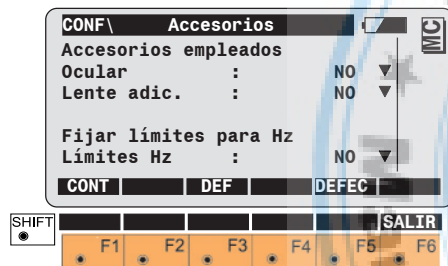 CONF\ Accesorios
MC
Accesorios empleados
Ocular : NO
Lente adic. : NO
Fijar límites para Hz
Límites Hz : NO
CONT DEF DEFEC
SHIFT SALIR
F1 F2 F3 F4 F5 F6